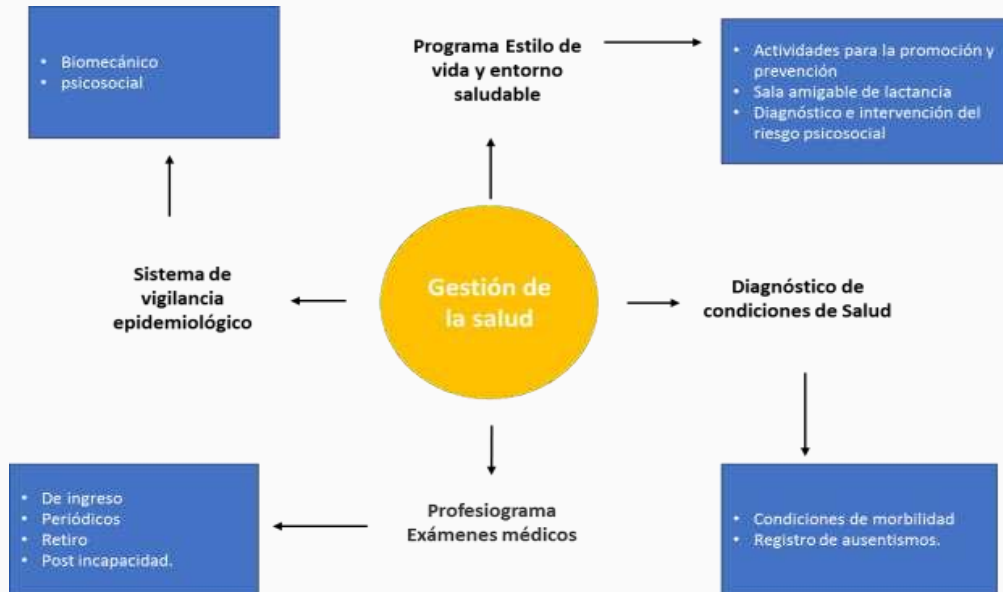 • Biomecánico
• psicosocial
Programa Estilo de
vida y entorno
saludable
• Actividades para la promoción y
prevención
• Sala amigable de lactancia
• Diagnóstico e intervención del
riesgo psicosocial
Sistema de
vigilancia
epidemiológico
Gestión de
la salud
Diagnóstico de
condiciones de Salud
• De ingreso
• Periódicos
• Retiro
• Post incapacidad.
Profesiograma
Exámenes médicos
• Condiciones de morbilidad
• Registro de ausentismos.